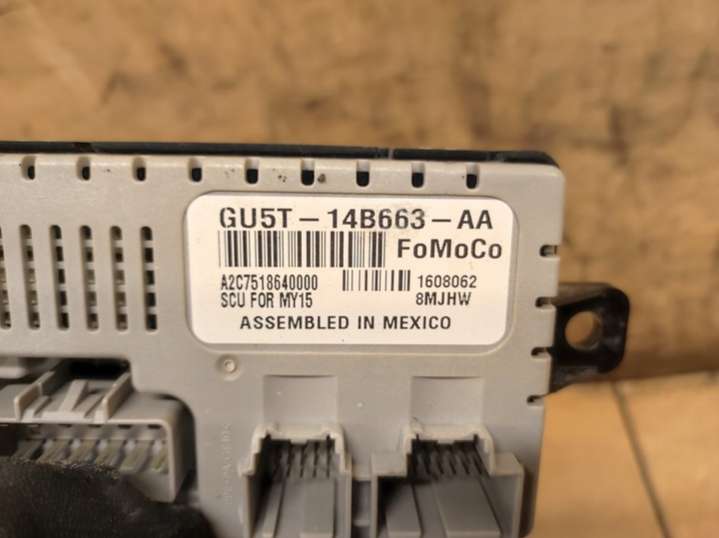 GU5T-14B663-AA
FoMoCo
A2C7518640000 1608062
SCU FOR MY15 8MJHW
ASSEMBLED IN MEXICO